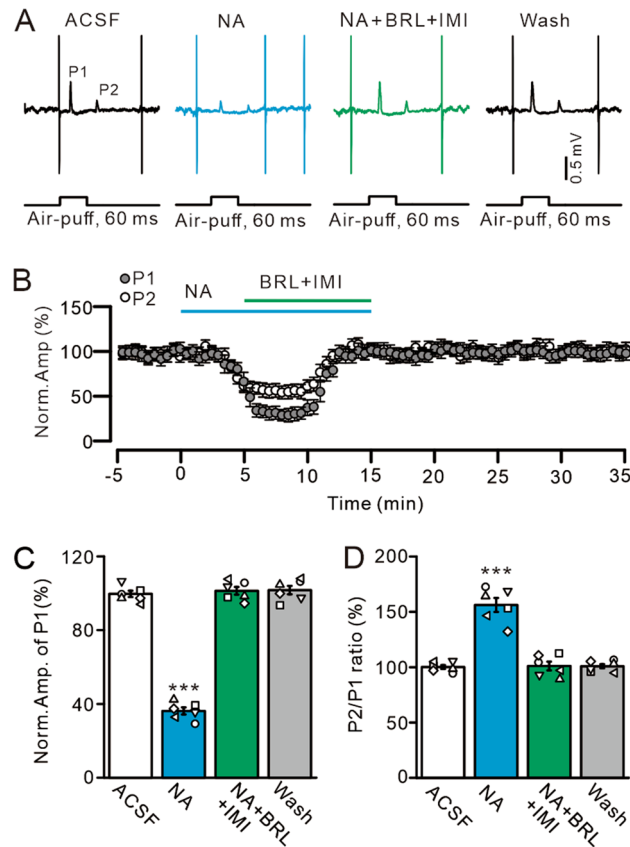 A
ACSF
NA
NA+BRL+IMI
Wash
P1
P2
0.5 mV
Air-puff, 60 ms
Air-puff, 60 ms
Air-puff, 60 ms
Air-puff, 60 ms
B
P1
P2
NA
BRL+IMI
Norm.Amp (%)
150
100
50
0
-5
0
5
10
15
20
25
30
35
Time (min)
C
Norm.Amp. of P1(%)
120
80
40
0
***
ACSF
NA
NA+BRL
+IMI
Wash
D
P2/P1 ratio (%)
200
150
100
50
0
***
ACSF
NA
NA+BRL
+IMI
Wash